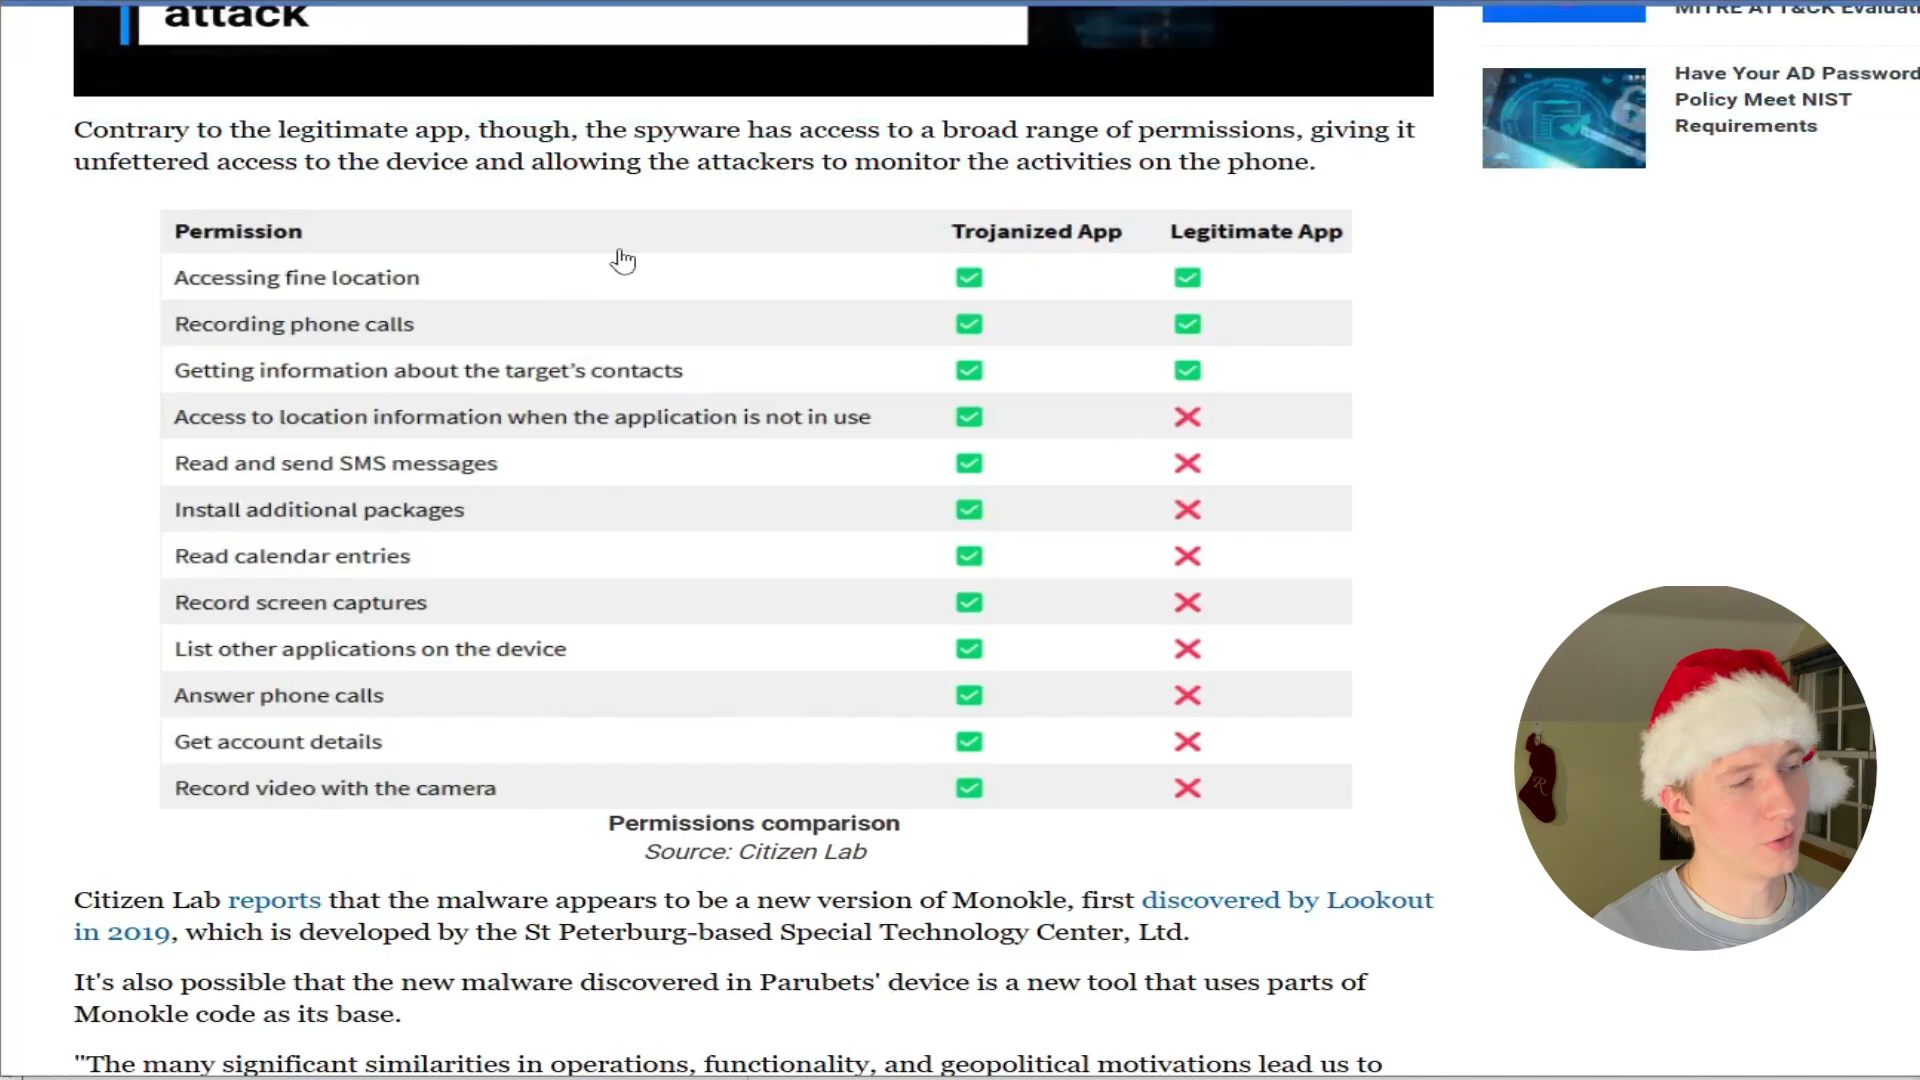 attack
MITRE ATT&CK Evaluati
Have Your AD Password
Policy Meet NIST
Requirements
Contrary to the legitimate app, though, the spyware has access to a broad range of permissions, giving it
unfettered access to the device and allowing the attackers to monitor the activities on the phone.
Permission Trojanized App Legitimate App
Accessing fine location
Recording phone calls
Getting information about the target's contacts
Access to location information when the application is not in use
Read and send SMS messages
Install additional packages
Read calendar entries
Record screen captures
List other applications on the device
Answer phone calls
Get account details
Record video with the camera
Permissions comparison
Source: Citizen Lab
Citizen Lab reports that the malware appears to be a new version of Monokle, first discovered by Lookout
in 2019, which is developed by the St Peterburg-based Special Technology Center, Ltd.
It's also possible that the new malware discovered in Parubets' device is a new tool that uses parts of
Monokle code as its base.
"The many significant similarities in operations, functionality, and geopolitical motivations lead us to
R